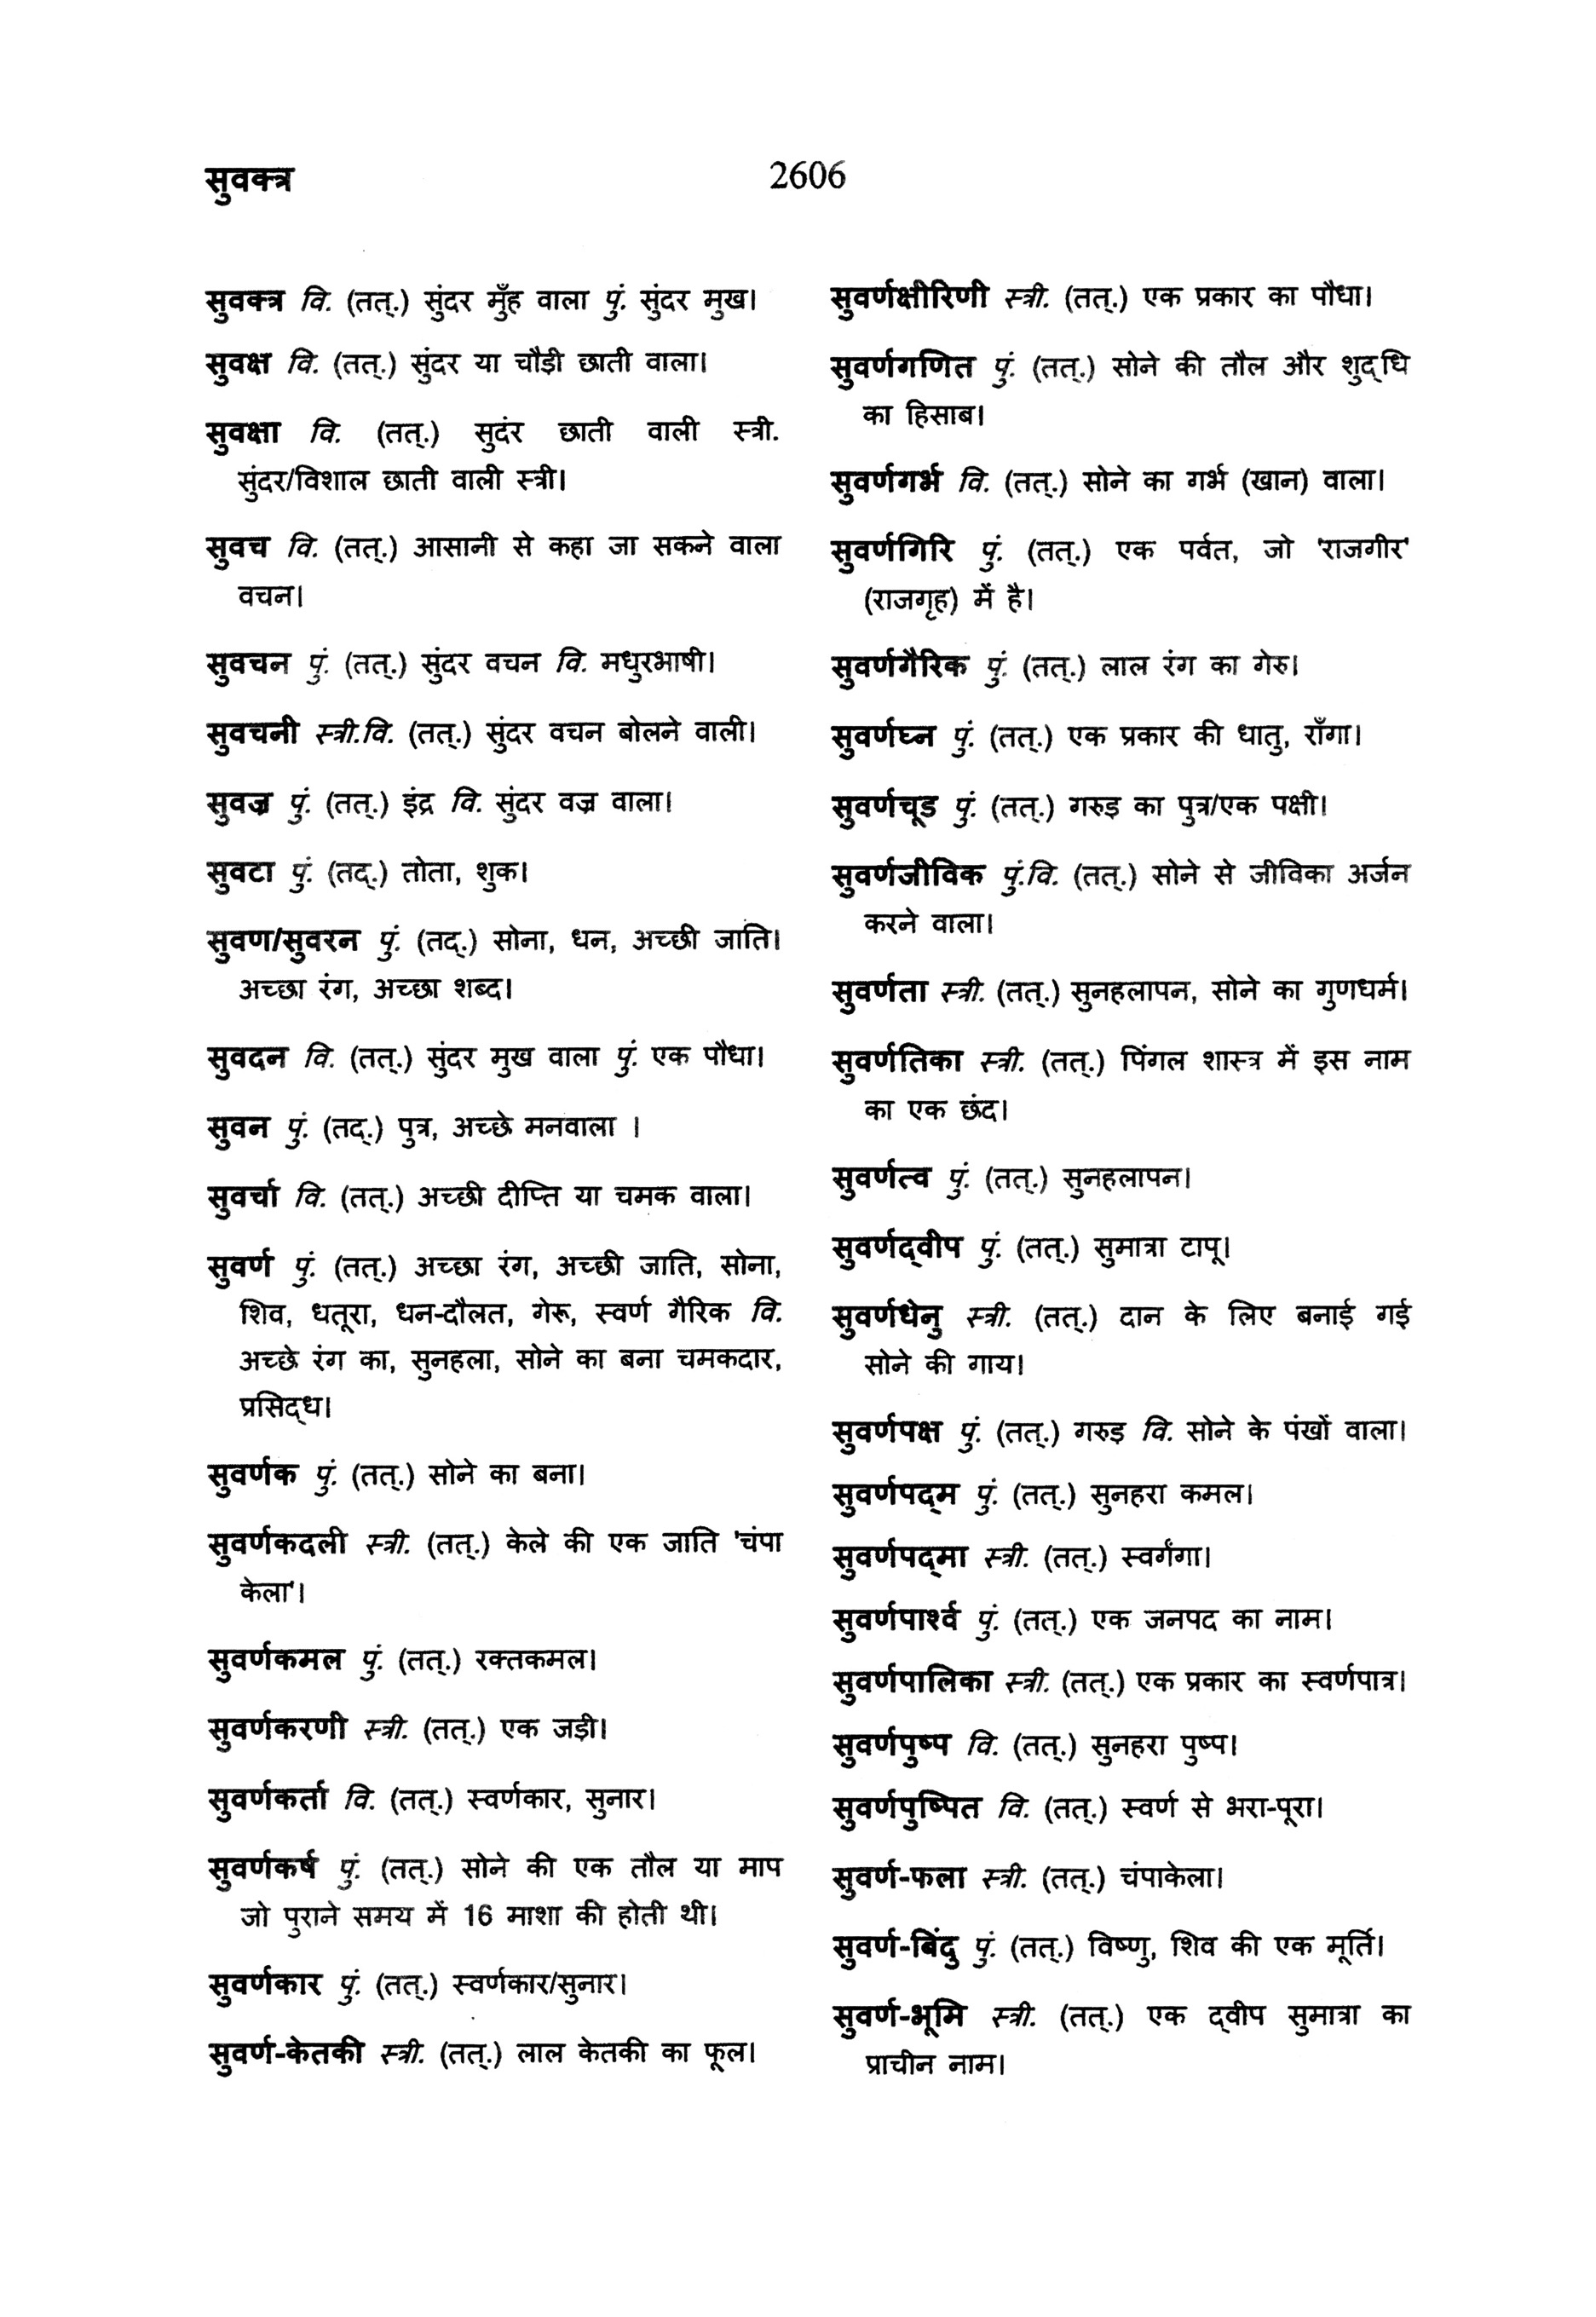 सुवक्त्र
2606
सुवक्त्र वि. (तत्.) सुंदर मुँह वाला पुं. सुंदर मुख।
सुवक्ष वि. (तत्.) सुंदर या चौड़ी छाती वाला।
सुवक्षा वि. (तत्.) सुदंर छाती वाली स्त्री.
सुंदर/विशाल छाती वाली स्त्री।
सुवच वि. (तत्.) आसानी से कहा जा सकने वाला
वचन।
सुवचन पुं. (तत्.) सुंदर वचन वि. मधुरभाषी।
सुवचनी स्त्री.वि. (तत्.) सुंदर वचन बोलने वाली।
सुवज्र पुं. (तत्.) इंद्र वि. सुंदर वज्र वाला।
सुवटा पुं. (तद्.) तोता, शुक।
सुवण/सुवरन पुं. (तद्.) सोना, धन, अच्छी जाति।
अच्छा रंग, अच्छा शब्द।
सुवदन वि. (तत्.) सुंदर मुख वाला पुं. एक पौधा।
सुवन पुं. (तद्.) पुत्र, अच्छे मनवाला ।
सुवर्चा वि. (तत्.) अच्छी दीप्ति या चमक वाला।
सुवर्ण पुं. (तत्.) अच्छा रंग, अच्छी जाति, सोना,
शिव, धतूरा, धन-दौलत, गेरू, स्वर्ण गैरिक वि.
अच्छे रंग का, सुनहला, सोने का बना चमकदार,
प्रसिद्ध।
सुवर्णक पुं. (तत्.) सोने का बना।
सुवर्णकदली स्त्री. (तत्.) केले की एक जाति 'चंपा
केला'।
सुवर्णकमल पुं. (तत्.) रक्तकमल।
सुवर्णकरणी स्त्री. (तत्.) एक जड़ी।
सुवर्णकर्ता वि. (तत्.) स्वर्णकार, सुनार।
सुवर्णकर्ष पुं. (तत्.) सोने की एक तौल या माप
जो पुराने समय में 16 माशा की होती थी।
सुवर्णकार पुं. (तत्.) स्वर्णकार/सुनार।
सुवर्ण-केतकी स्त्री. (तत्.) लाल केतकी का फूल।
सुवर्णक्षीरिणी स्त्री. (तत्.) एक प्रकार का पौधा।
सुवर्णगणित पुं. (तत्.) सोने की तौल और शुद्धि
का हिसाब।
सुवर्णगर्भ वि. (तत्.) सोने का गर्भ (खान) वाला।
सुवर्णगिरि पुं. (तत्.) एक पर्वत, जो 'राजगीर'
(राजगृह) में है।
सुवर्णगैरिक पुं. (तत्.) लाल रंग का गेरु।
सुवर्णघ्न पुं. (तत्.) एक प्रकार की धातु, राँगा।
सुवर्णचूड पुं. (तत्.) गरुड़ का पुत्र/एक पक्षी।
सुवर्णजीविक पुं.वि. (तत्.) सोने से जीविका अर्जन
करने वाला।
सुवर्णता स्त्री. (तत्.) सुनहलापन, सोने का गुणधर्म।
सुवर्णतिका स्त्री. (तत्.) पिंगल शास्त्र में इस नाम
का एक छंद।
सुवर्णत्व पुं. (तत्.) सुनहलापन।
सुवर्णद्वीप पुं. (तत्.) सुमात्रा टापू।
सुवर्णधेनु स्त्री. (तत्.) दान के लिए बनाई गई
सोने की गाय।
सुवर्णपक्ष पुं. (तत्.) गरुड़ वि. सोने के पंखों वाला।
सुवर्णपद्म पुं. (तत्.) सुनहरा कमल।
सुवर्णपद्मा स्त्री. (तत्.) स्वर्गंगा।
सुवर्णपार्श्व पुं. (तत्.) एक जनपद का नाम।
सुवर्णपालिका स्त्री. (तत्.) एक प्रकार का स्वर्णपात्र।
सुवर्णपुष्प वि. (तत्.) सुनहरा पुष्प।
सुवर्णपुष्पित वि. (तत्.) स्वर्ण से भरा-पूरा।
सुवर्ण-फला स्त्री. (तत्.) चंपाकेला।
सुवर्ण-बिंदु पुं. (तत्.) विष्णु, शिव की एक मूर्ति।
सुवर्ण-भूमि स्त्री. (तत्.) एक द्वीप सुमात्रा का
प्राचीन नाम।